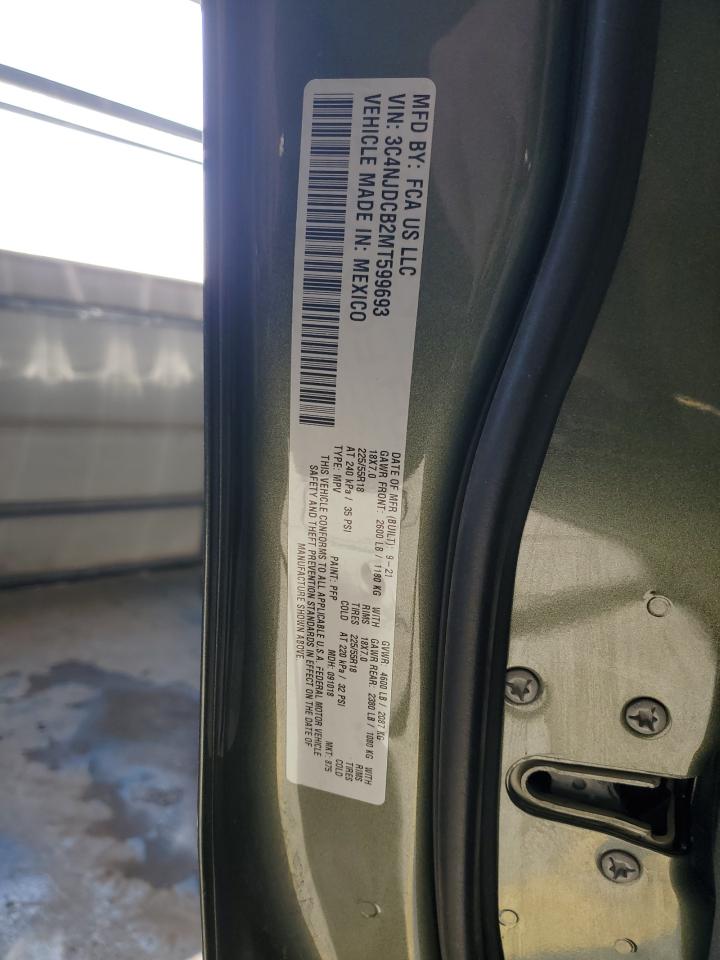 MFD BY: FCA US LLC
VIN: 3C4NJDCB2MT599693
VEHICLE MADE IN: MEXICO
DATE OF MFR (BUILT): 9-21 GVWR: 4600 LB / 2087 KG
GAWR FRONT: 2600 LB / 1180 KG WITH GAWR REAR: 2380 LB / 1080 KG WITH
18X7.0 RIMS 18X7.0 RIMS
225/55R18 TIRES 225/55R18 TIRES
AT 240 kPa / 35 PSI COLD AT 220 kPa / 32 PSI COLD
TYPE: MPV PAINT: PFP MDH: 091018 MKT: 875
THIS VEHICLE CONFORMS TO ALL APPLICABLE U.S.A. FEDERAL MOTOR VEHICLE
SAFETY AND THEFT PREVENTION STANDARDS IN EFFECT ON THE DATE OF
MANUFACTURE SHOWN ABOVE.